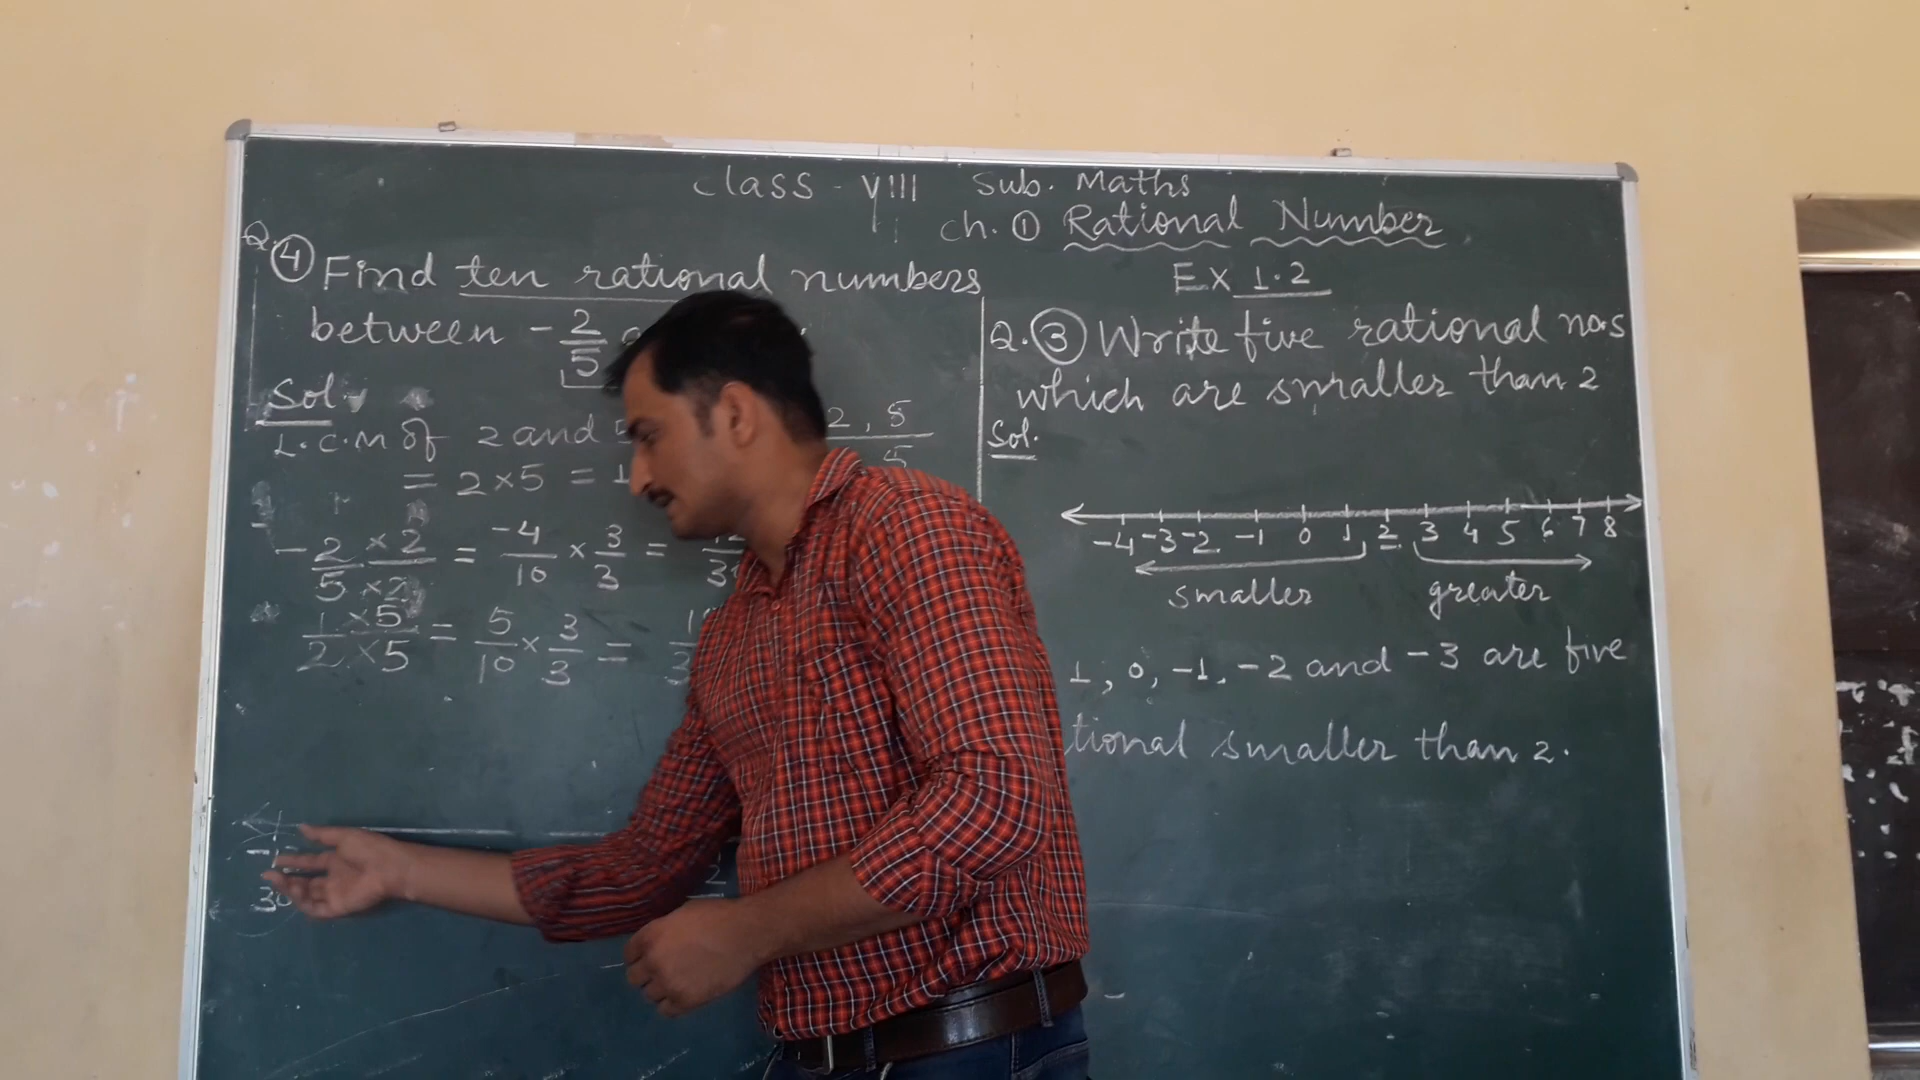 Class - VIII Sub. Maths
Ch. ① Rational Number
Ex 1.2
Q. ④ Find ten rational numbers
between -2/5
Sol.
L.C.M of 2 and 5
= 2×5 = 1
2, 5
5
-2/5 ×2/×2 = -4/10 × 3/3 =
1/2 ×5/×5 = 5/10 × 3/3 =
30
Q. ③ Write five rational nos
which are smaller than 2
Sol.
-4 -3 -2 -1 0 1 2 3 4 5 6 7 8
smaller greater
1, 0, -1, -2 and -3 are five
tional smaller than 2.